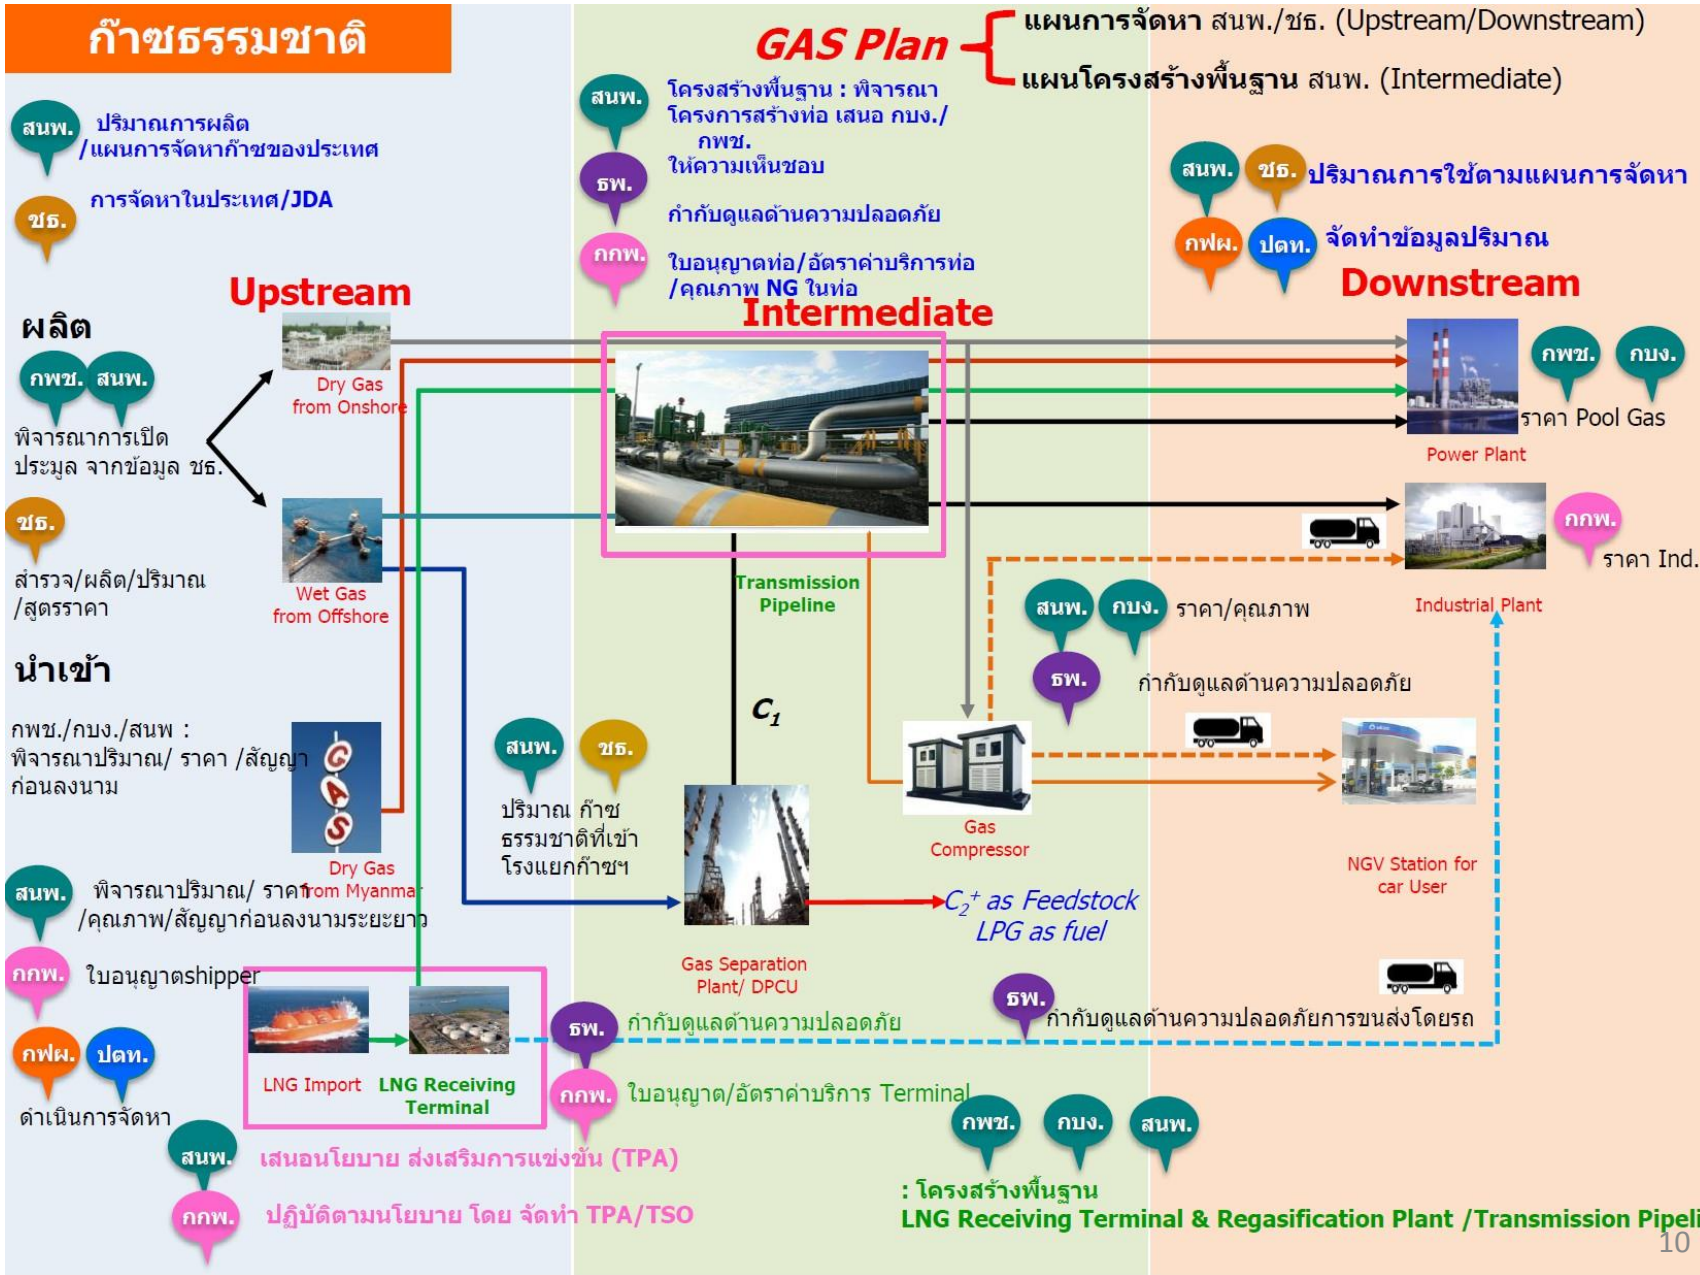 ก๊าซธรรมชาติ
GAS Plan
แผนการจัดหา สนพ./ชธ. (Upstream/Downstream)
แผนโครงสร้างพื้นฐาน สนพ. (Intermediate)
สนพ.
ปริมาณการผลิต
/แผนการจัดหาก๊าซของประเทศ
ชธ.
การจัดหาในประเทศ/JDA
Upstream
ผลิต
กพช.
สนพ.
พิจารณาการเปิด
ประมูล จากข้อมูล ชธ.
ชธ.
สำรวจ/ผลิต/ปริมาณ
/สูตรราคา
Dry Gas
from Onshore
Wet Gas
from Offshore
นำเข้า
กพช./กบง./สนพ :
พิจารณาปริมาณ/ ราคา /สัญญา
ก่อนลงนาม
GAS
Dry Gas
from Myanmar
สนพ.
พิจารณาปริมาณ/ ราคา
/คุณภาพ/สัญญาก่อนลงนามระยะยาว
กกพ.
ใบอนุญาตshipper
กฟผ.
ปตท.
ดำเนินการจัดหา
LNG Import
LNG Receiving
Terminal
สนพ.
เสนอนโยบาย ส่งเสริมการแข่งขัน (TPA)
กกพ.
ปฏิบัติตามนโยบาย โดย จัดทำ TPA/TSO
สนพ.
โครงสร้างพื้นฐาน : พิจารณา
โครงการสร้างท่อ เสนอ กบง./
กพช.
ให้ความเห็นชอบ
ธพ.
กำกับดูแลด้านความปลอดภัย
กกพ.
ใบอนุญาตท่อ/อัตราค่าบริการท่อ
/คุณภาพ NG ในท่อ
Intermediate
Transmission
Pipeline
C1
สนพ.
ชธ.
ปริมาณ ก๊าซ
ธรรมชาติที่เข้า
โรงแยกก๊าซฯ
Gas Separation
Plant/ DPCU
C2+ as Feedstock
LPG as fuel
Gas
Compressor
สนพ.
กบง.
ราคา/คุณภาพ
ธพ.
กำกับดูแลด้านความปลอดภัย
ธพ.
กำกับดูแลด้านความปลอดภัย
กกพ.
ใบอนุญาต/อัตราค่าบริการ Terminal
ธพ.
กำกับดูแลด้านความปลอดภัยการขนส่งโดยรถ
กพช.
กบง.
สนพ.
: โครงสร้างพื้นฐาน
LNG Receiving Terminal & Regasification Plant /Transmission Pipeli
สนพ.
ชธ.
ปริมาณการใช้ตามแผนการจัดหา
กฟผ.
ปตท.
จัดทำข้อมูลปริมาณ
Downstream
กพช.
กบง.
ราคา Pool Gas
Power Plant
กกพ.
ราคา Ind.
Industrial Plant
NGV Station for
car User
10